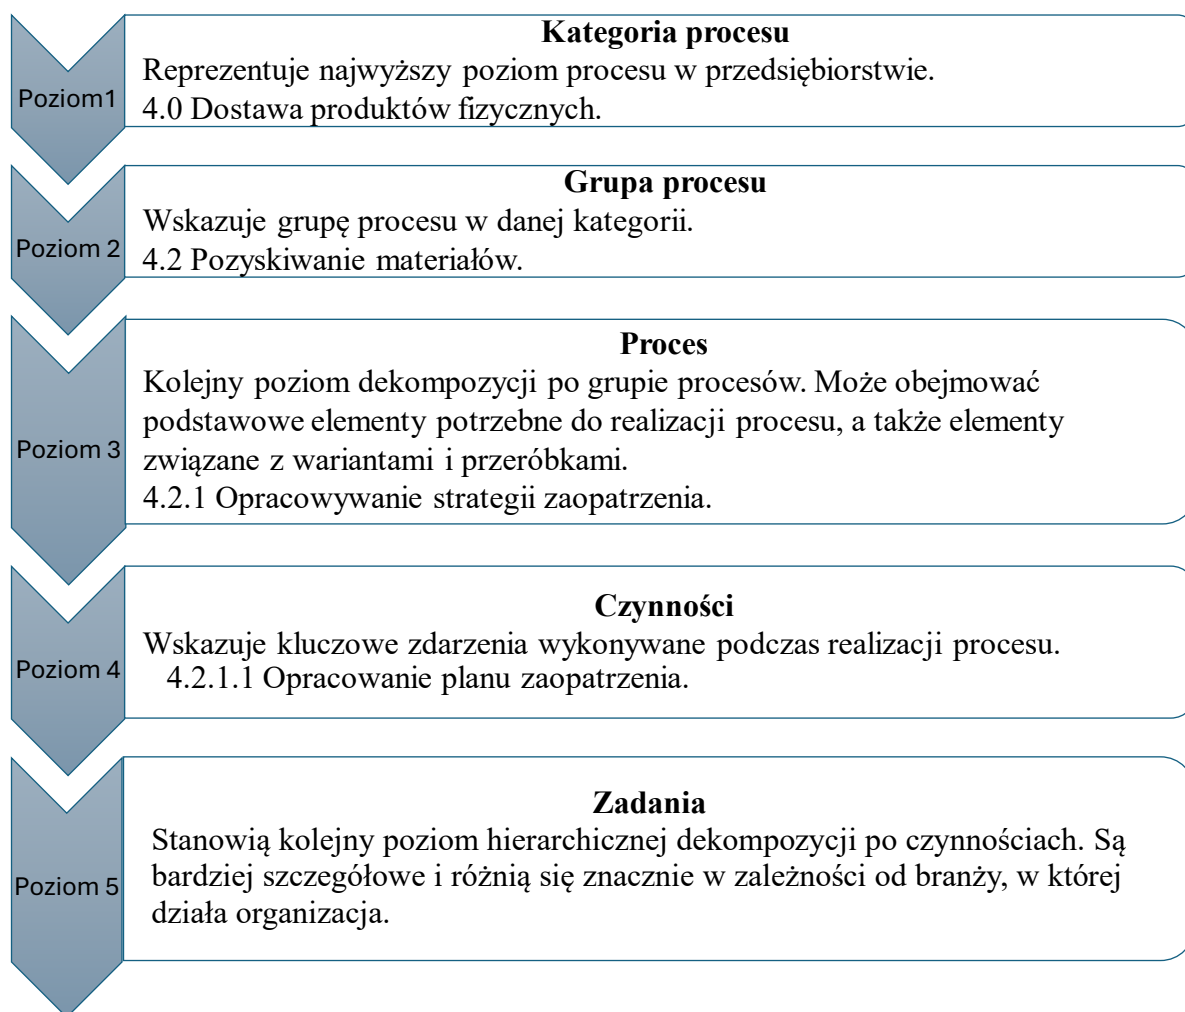 Kategoria procesu
Reprezentuje najwyższy poziom procesu w przedsiębiorstwie.
Poziom1
4.0 Dostawa produktów fizycznych.
Grupa procesu
Wskazuje grupę procesu w danej kategorii.
Poziom 2
4.2 Pozyskiwanie materiałów.
Proces
Kolejny poziom dekompozycji po grupie procesów. Może obejmować
podstawowe elementy potrzebne do realizacji procesu, a także elementy
Poziom 3
związane z wariantami i przeróbkami.
4.2.1 Opracowywanie strategii zaopatrzenia.
Czynności
Wskazuje kluczowe zdarzenia wykonywane podczas realizacji procesu.
Poziom 4
4.2.1.1 Opracowanie planu zaopatrzenia.
Zadania
Stanowią kolejny poziom hierarchicznej dekompozycji po czynnościach. Są
Poziom 5
bardziej szczegółowe i różnią się znacznie w zależności od branży, w której
działa organizacja.